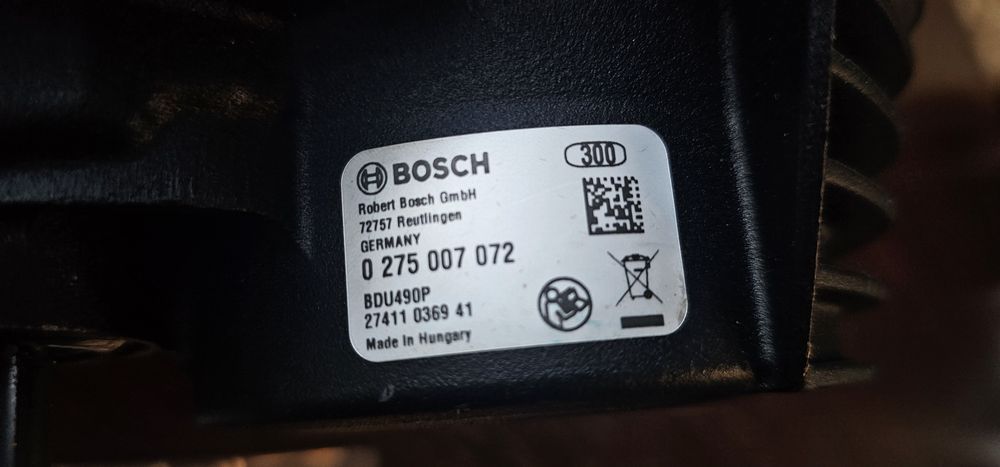 BOSCH
300
Robert Bosch GmbH
72757 Reutlingen
GERMANY
0 275 007 072
BDU490P
27411 0369 41
Made In Hungary